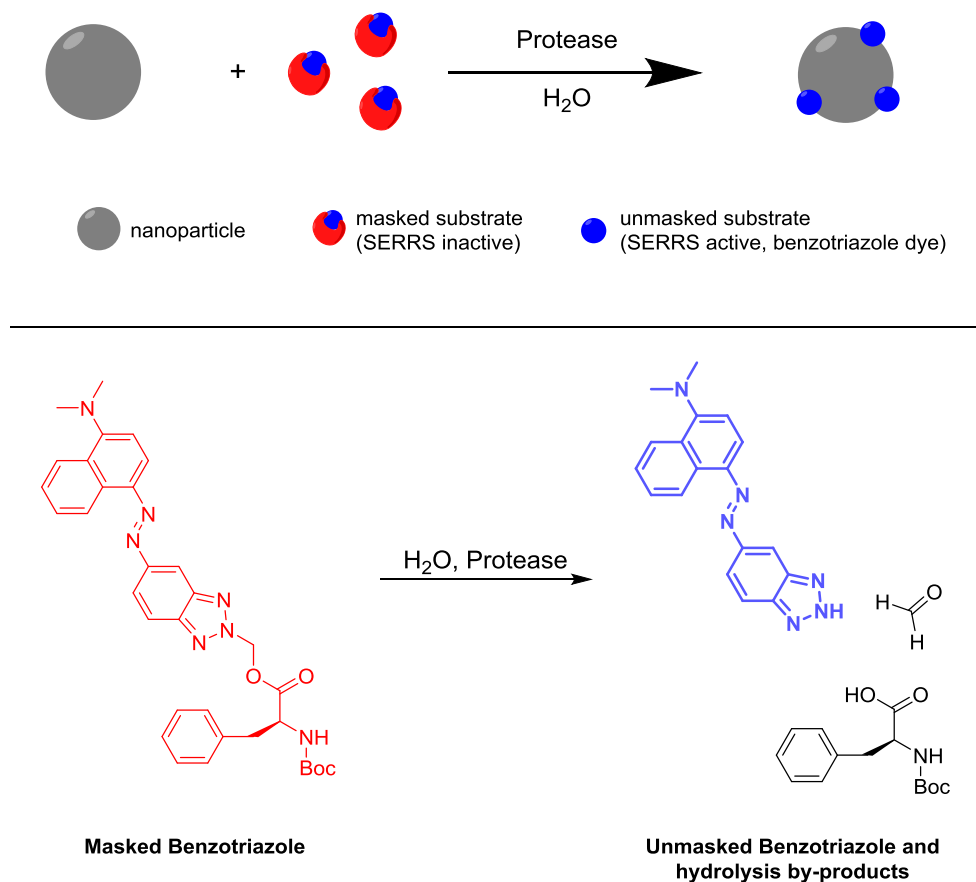 +
Protease
H₂O
nanoparticle
masked substrate
(SERRS inactive)
unmasked substrate
(SERRS active, benzotriazole dye)
N
N
N
N
N
N
O
O
NH
Boc
H₂O, Protease
N
N
N
N
NH
N
H
O
H
HO
O
NH
Boc
Masked Benzotriazole
Unmasked Benzotriazole and
hydrolysis by-products